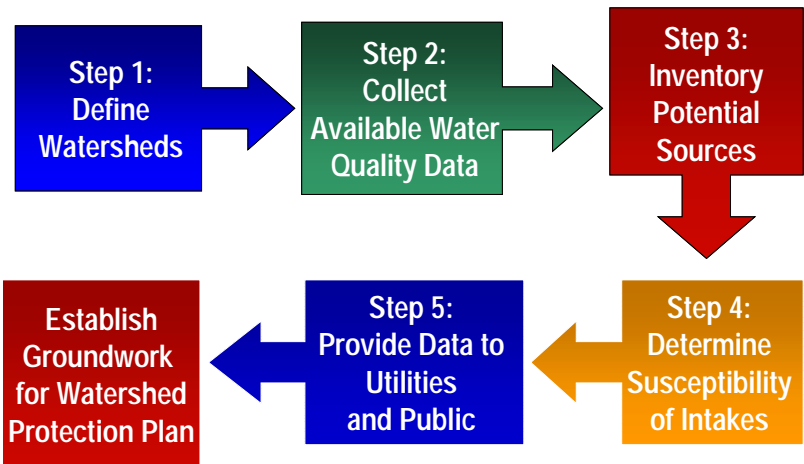 Step 1:
Define
Watersheds
Step 2:
Collect
Available Water
Quality Data
Step 3:
Inventory
Potential
Sources
Step 4:
Determine
Susceptibility
of Intakes
Step 5:
Provide Data to
Utilities
and Public
Establish
Groundwork
for Watershed
Protection Plan